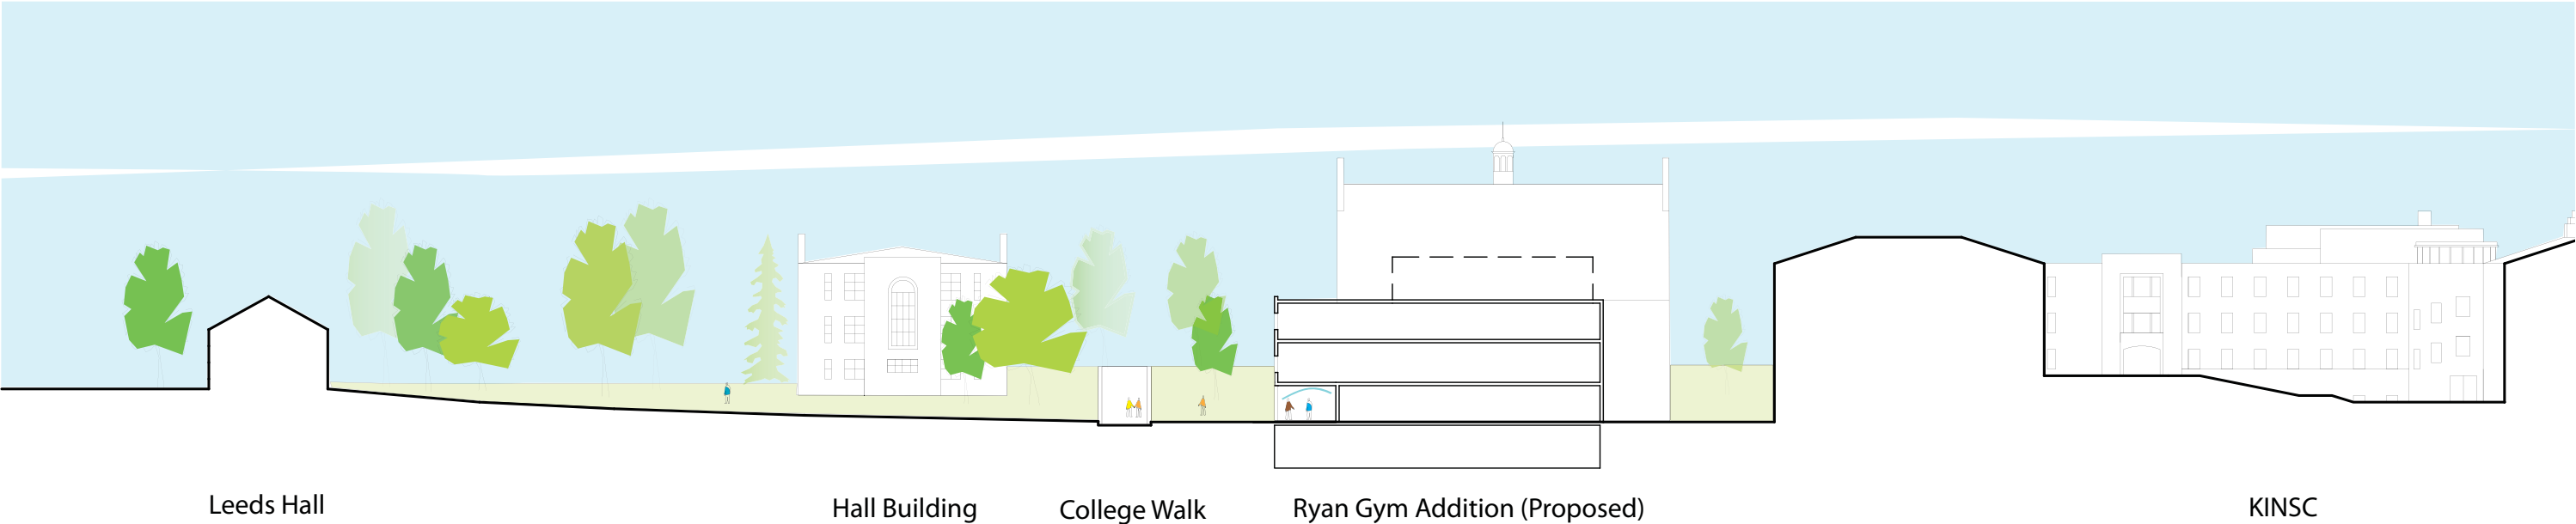 Leeds Hall
Hall Building
College Walk
Ryan Gym Addition (Proposed)
KINSC